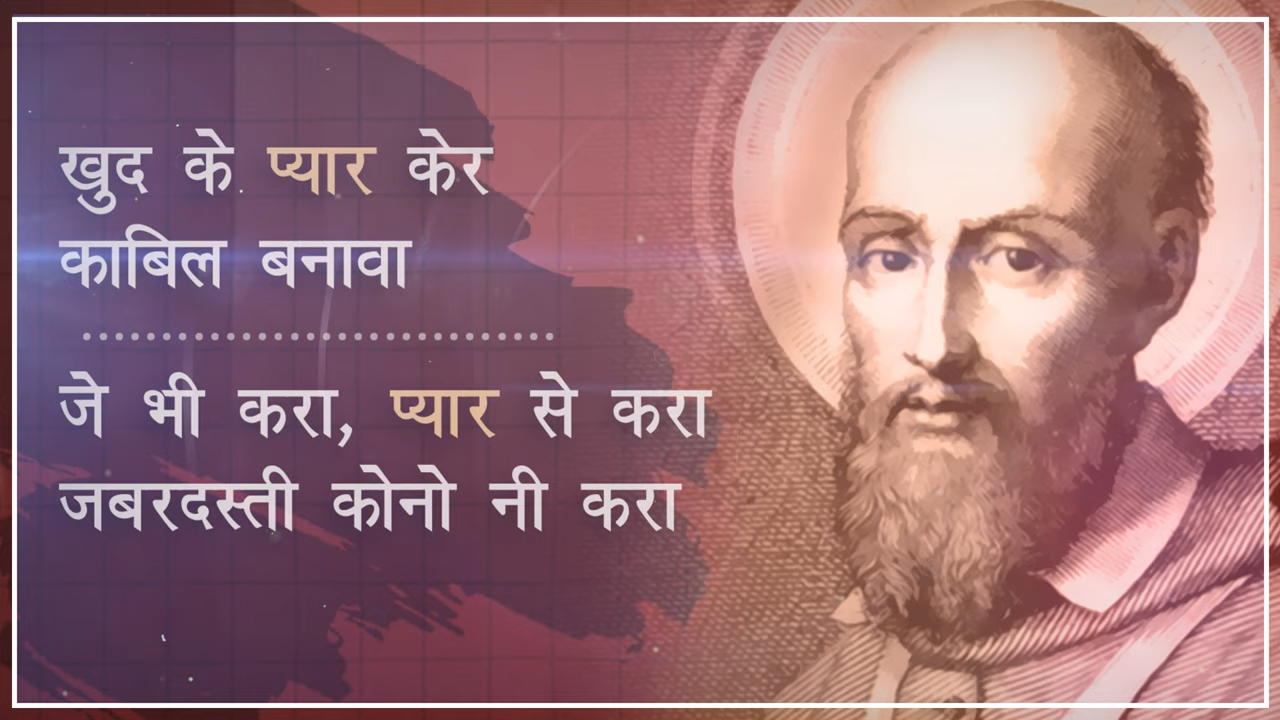 खुद के प्यार केर
काबिल बनावा
जे भी करा, प्यार से करा
जबरदस्ती कोनो नी करा